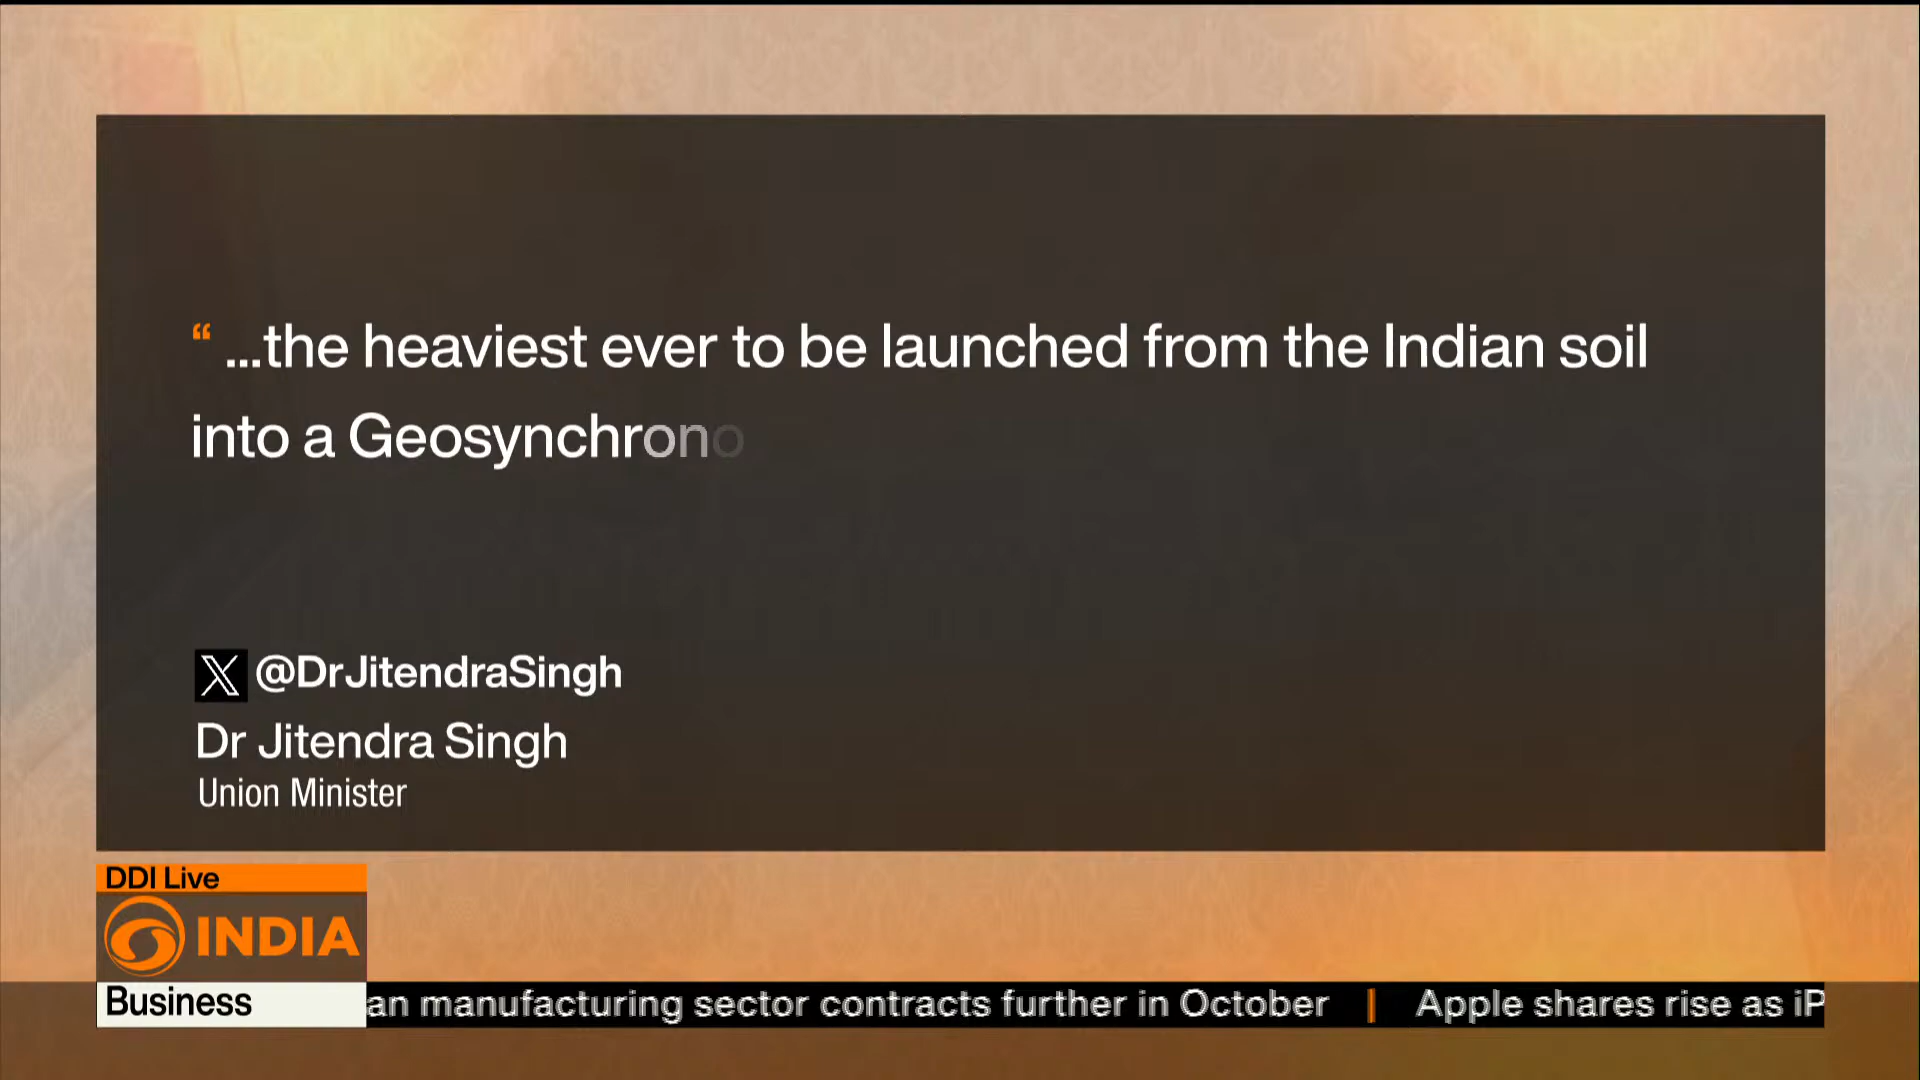 “ ...the heaviest ever to be launched from the Indian soil
into a Geosynchrono
X @DrJitendraSingh
Dr Jitendra Singh
Union Minister
DDI Live
INDIA
Business
an manufacturing sector contracts further in October | Apple shares rise as iP